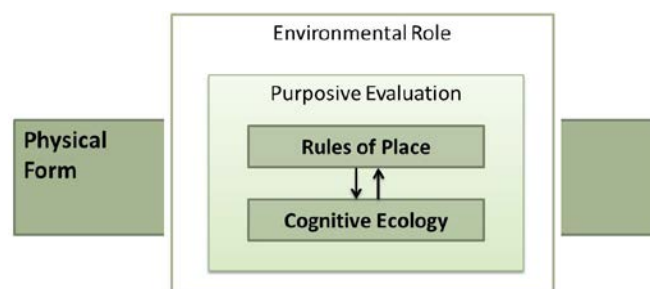 Environmental Role
Purposive Evaluation
Physical
Form
Rules of Place
Cognitive Ecology